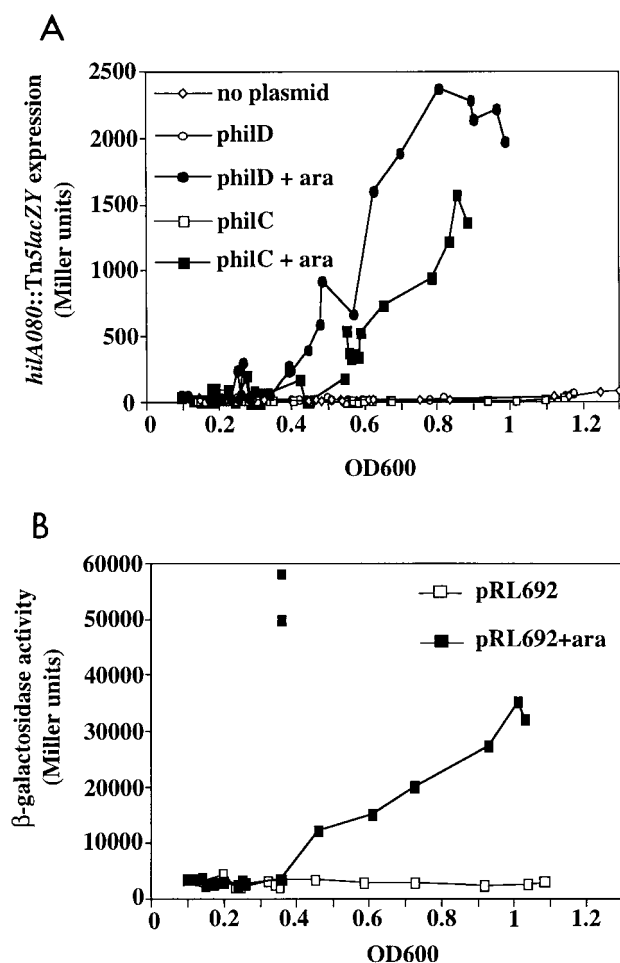 A
hilA080::Tn5lacZY expression
(Miller units)
2500
2000
1500
1000
500
0
no plasmid
philD
philD + ara
philC
philC + ara
0
0.2
0.4
0.6
0.8
1
1.2
OD600
B
β-galactosidase activity
(Miller units)
60000
50000
40000
30000
20000
10000
0
pRL692
pRL692+ara
0
0.2
0.4
0.6
0.8
1
1.2
OD600